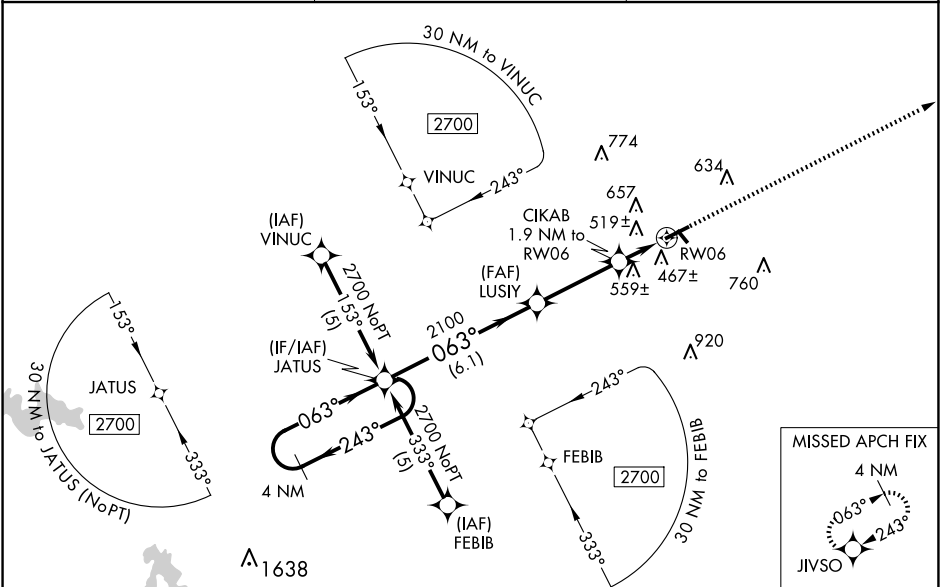 30 NM to VINUC
153°
2700
VINUC
243°
774
634
657
519±
CIKAB
1.9 NM to
RW06
RW06
467±
559±
760
(IAF)
VINUC
2700 NoPT
153°
(5)
(FAF)
LUSIY
2100
063°
(6.1)
(IF/IAF)
JATUS
920
153°
JATUS
2700
333°
30 NM to JATUS (NoPT)
063°
243°
4 NM
2700 NoPT
333°
(5)
(IAF)
FEBIB
243°
FEBIB
2700
333°
30 NM to FEBIB
1638
MISSED APCH FIX
4 NM
063°
243°
JIVSO